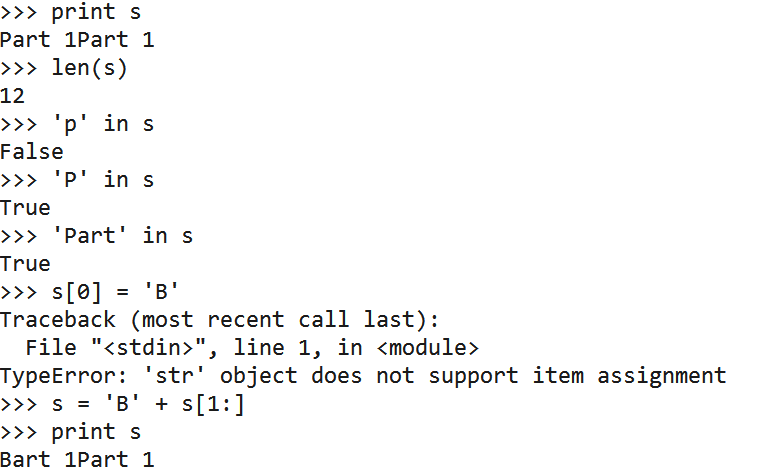 >>> print s
Part 1Part 1
>>> len(s)
12
>>> 'p' in s
False
>>> 'P' in s
True
>>> 'Part' in s
True
>>> s[0] = 'B'
Traceback (most recent call last):
  File "<stdin>", line 1, in <module>
TypeError: 'str' object does not support item assignment
>>> s = 'B' + s[1:]
>>> print s
Bart 1Part 1